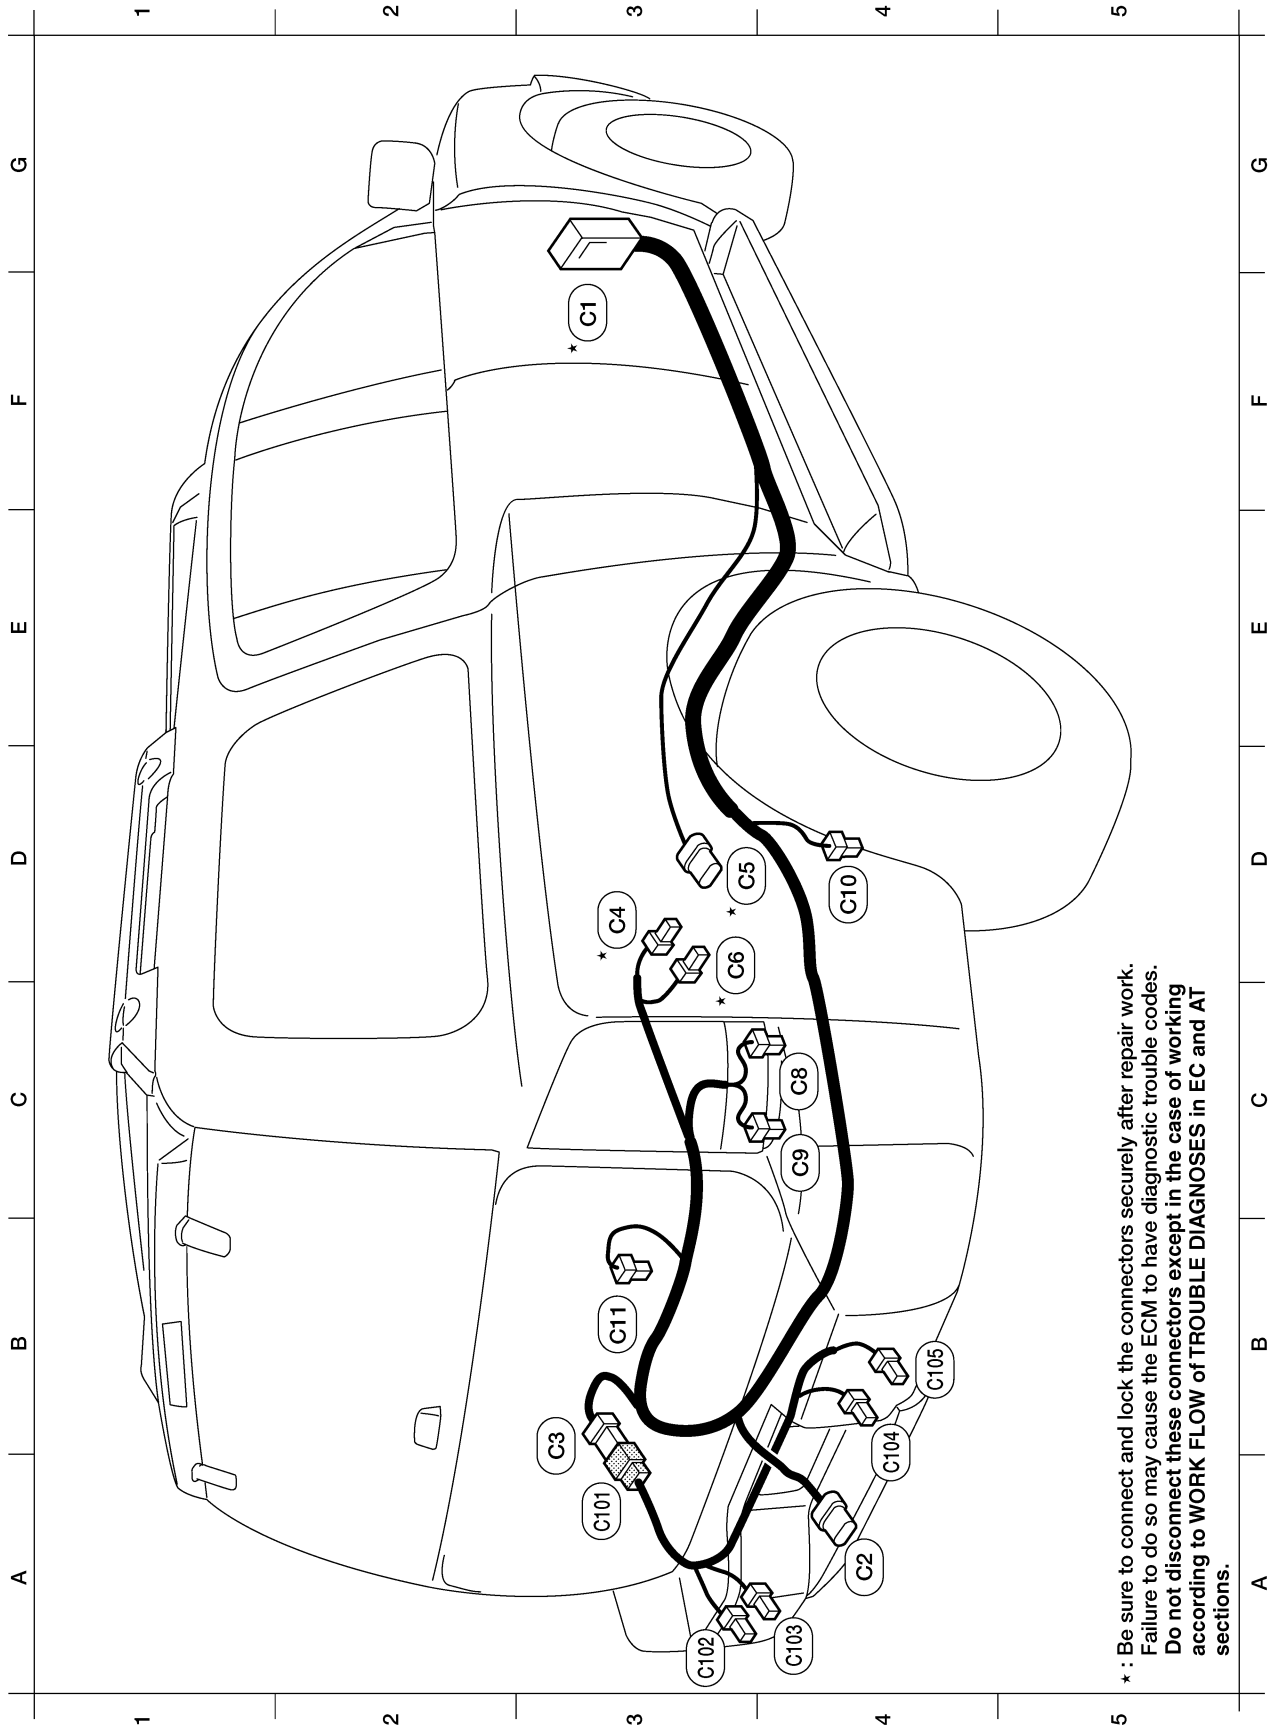 A B C D E F G
1 1
2 2
3 3
4 4
5 5
A B C D E F G
C1
C4
C5
C6
C10
C8
C9
C11
C3
C101
C105
C104
C2
C102
C103
★ : Be sure to connect and lock the connectors securely after repair work.
Failure to do so may cause the ECM to have diagnostic trouble codes.
Do not disconnect these connectors except in the case of working
according to WORK FLOW of TROUBLE DIAGNOSES in EC and AT
sections.
★
★
★
★